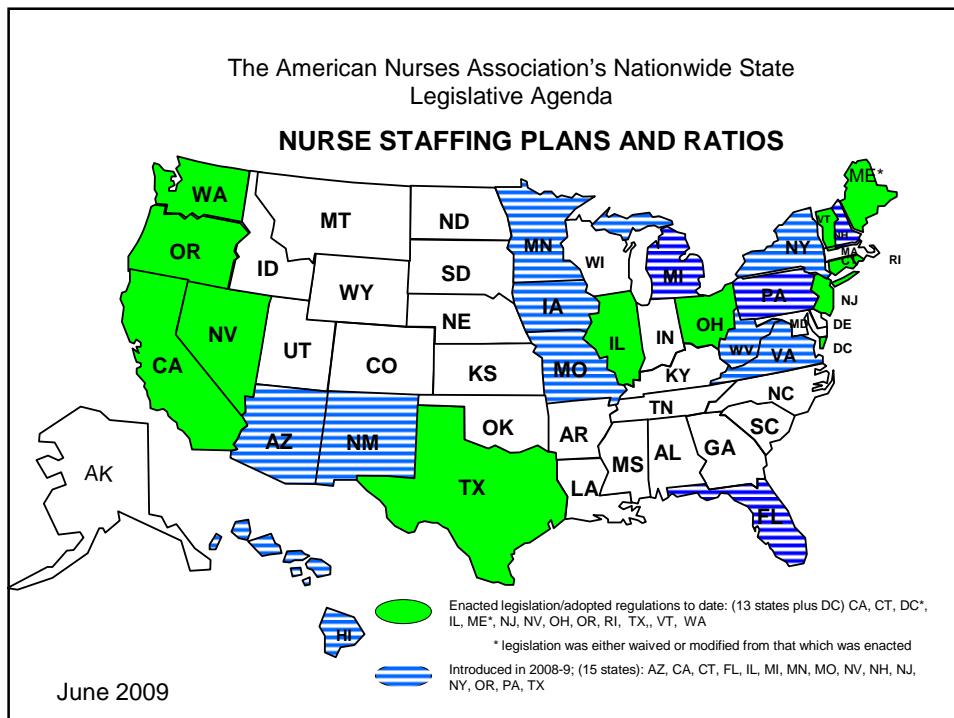 The American Nurses Association's Nationwide State
Legislative Agenda
NURSE STAFFING PLANS AND RATIOS
WA
MT
ND
MN
ME*
VT
NH
OR
ID
SD
WI
NY
MA
RI
CT
WY
MI
IA
PA
NE
NJ
NV
OH
MD
DE
IL
IN
UT
CO
WV
VA
DC
CA
KS
MO
KY
NC
TN
OK
AR
SC
AZ
NM
MS
AL
GA
AK
TX
LA
FL
HI
Enacted legislation/adopted regulations to date: (13 states plus DC) CA, CT, DC*,
IL, ME*, NJ, NV, OH, OR, RI, TX,, VT, WA
* legislation was either waived or modified from that which was enacted
Introduced in 2008-9; (15 states): AZ, CA, CT, FL, IL, MI, MN, MO, NV, NH, NJ,
NY, OR, PA, TX
June 2009